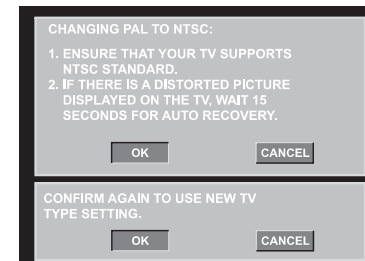 CHANGING PAL TO NTSC:
1. ENSURE THAT YOUR TV SUPPORTS
NTSC STANDARD.
2. IF THERE IS A DISTORTED PICTURE
DISPLAYED ON THE TV, WAIT 15
SECONDS FOR AUTO RECOVERY.
OK CANCEL
CONFIRM AGAIN TO USE NEW TV
TYPE SETTING.
OK CANCEL